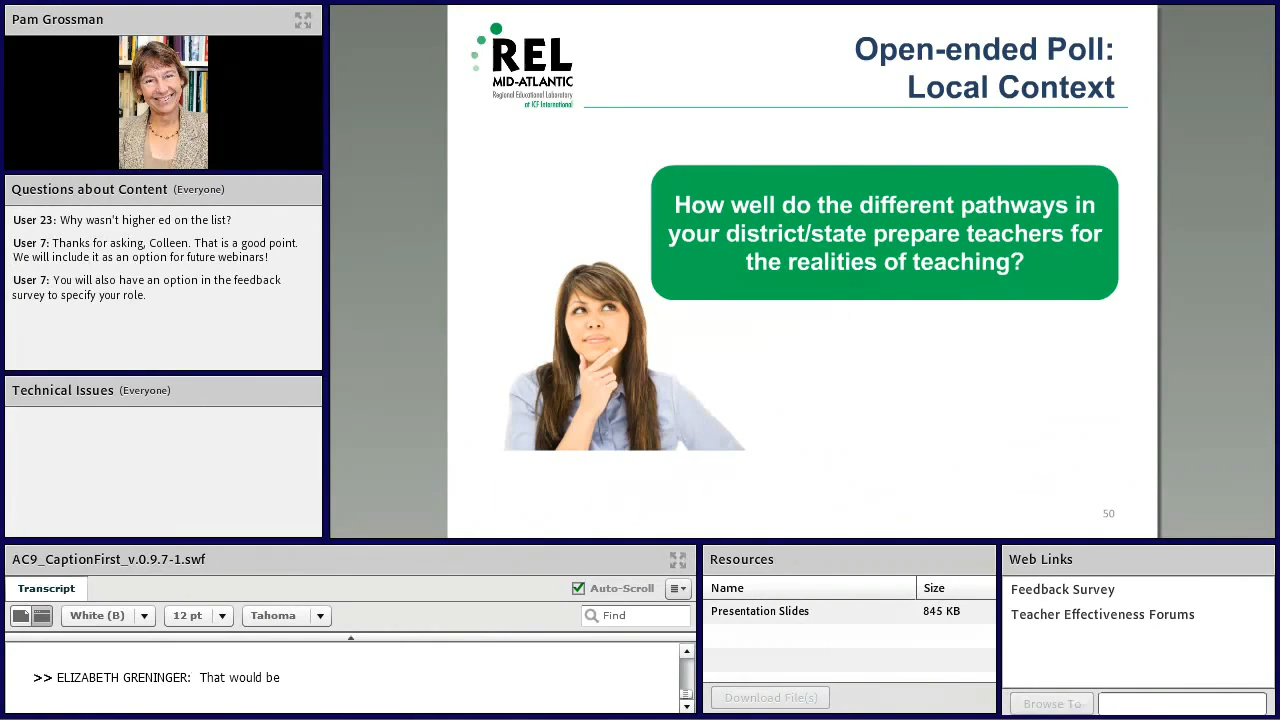 Pam Grossman
Questions about Content (Everyone)
User 23: Why wasn't higher ed on the list?
User 7: Thanks for asking, Colleen. That is a good point.
We will include it as an option for future webinars!
User 7: You will also have an option in the feedback
survey to specify your role.
Technical Issues (Everyone)
REL
MID-ATLANTIC
Regional Educational Laboratory
at ICF International
Open-ended Poll:
Local Context
How well do the different pathways in
your district/state prepare teachers for
the realities of teaching?
50
AC9_CaptionFirst_v.0.9.7-1.swf
Transcript
Auto-Scroll
White (B)
12 pt
Tahoma
Find
>> ELIZABETH GRENINGER: That would be
Resources
Name Size
Presentation Slides 845 KB
Download File(s)
Web Links
Feedback Survey
Teacher Effectiveness Forums
Browse To